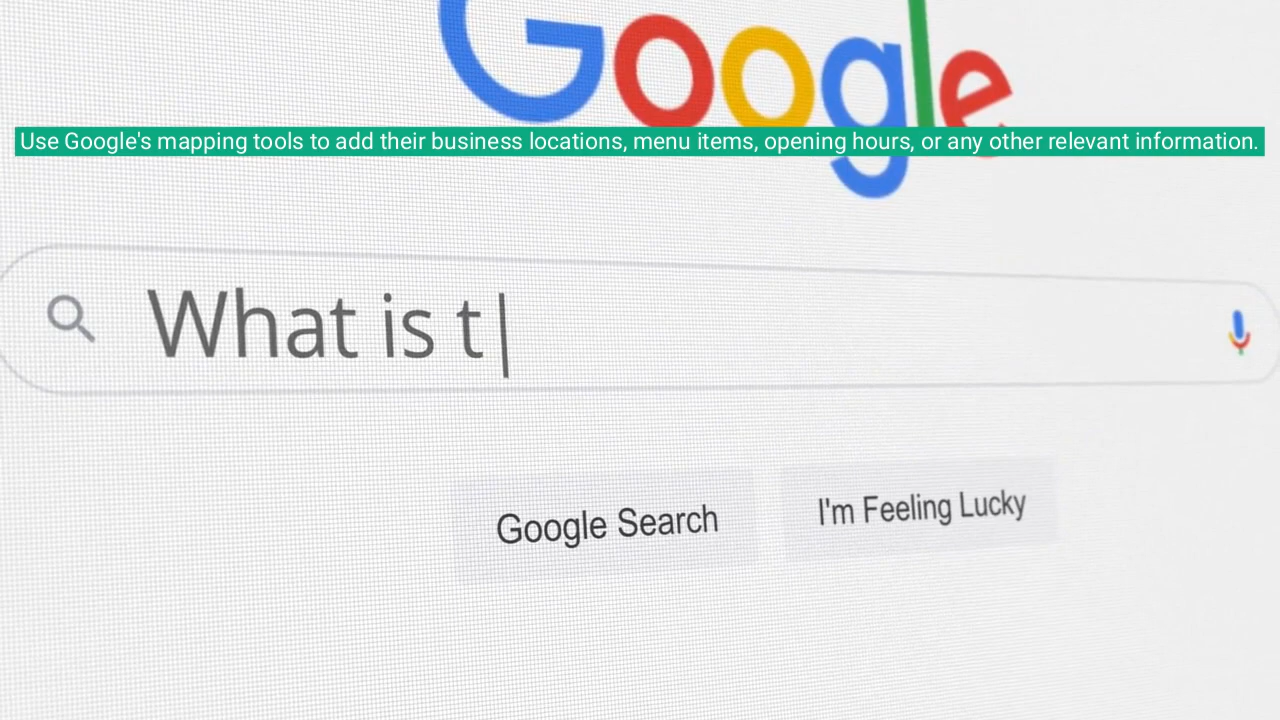 Google
Use Google's mapping tools to add their business locations, menu items, opening hours, or any other relevant information.
What is t
Google Search
I'm Feeling Lucky